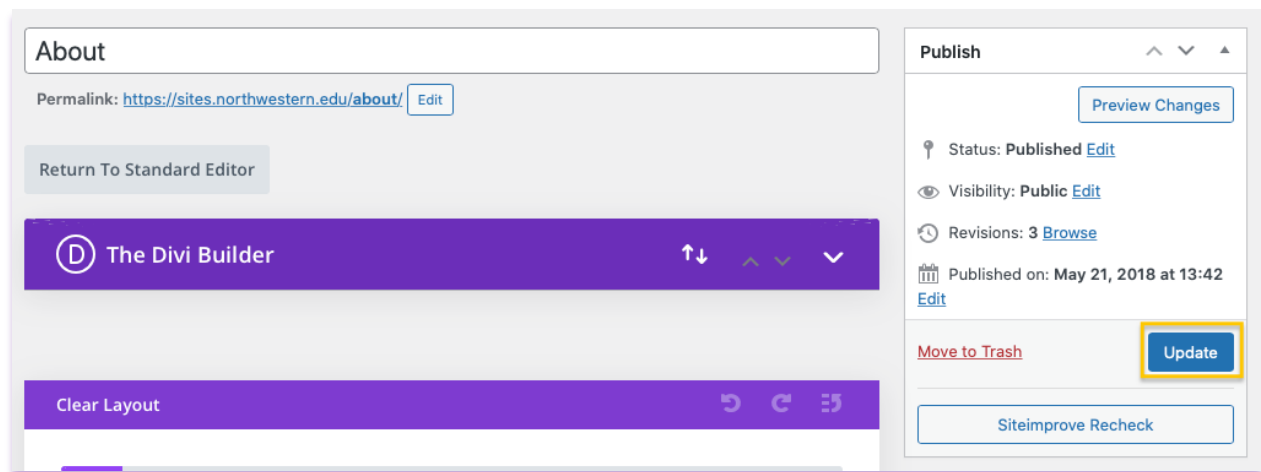 About
Permalink: https://sites.northwestern.edu/about/ Edit
Return To Standard Editor
D The Divi Builder
Clear Layout
Publish
Preview Changes
Status: Published Edit
Visibility: Public Edit
Revisions: 3 Browse
Published on: May 21, 2018 at 13:42
Edit
Move to Trash
Update
Siteimprove Recheck